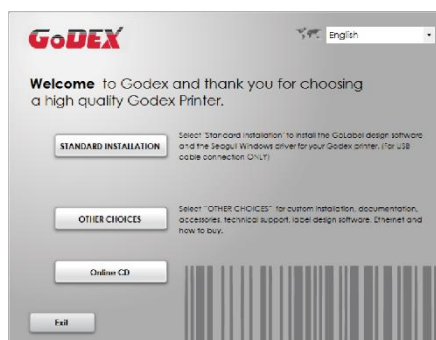 GODEX
English
Welcome to Godex and thank you for choosing
a high quality Godex Printer.
STANDARD INSTALLATION
Select "Standard Installation" to install the GoLabel design software
and the Seagull Windows driver for your Godex printer. (For USB
cable connection ONLY)
OTHER CHOICES
Select "OTHER CHOICES" for custom installation, documentation,
accessories, technical support, label design software, Ethernet and
how to buy.
Online CD
Exit